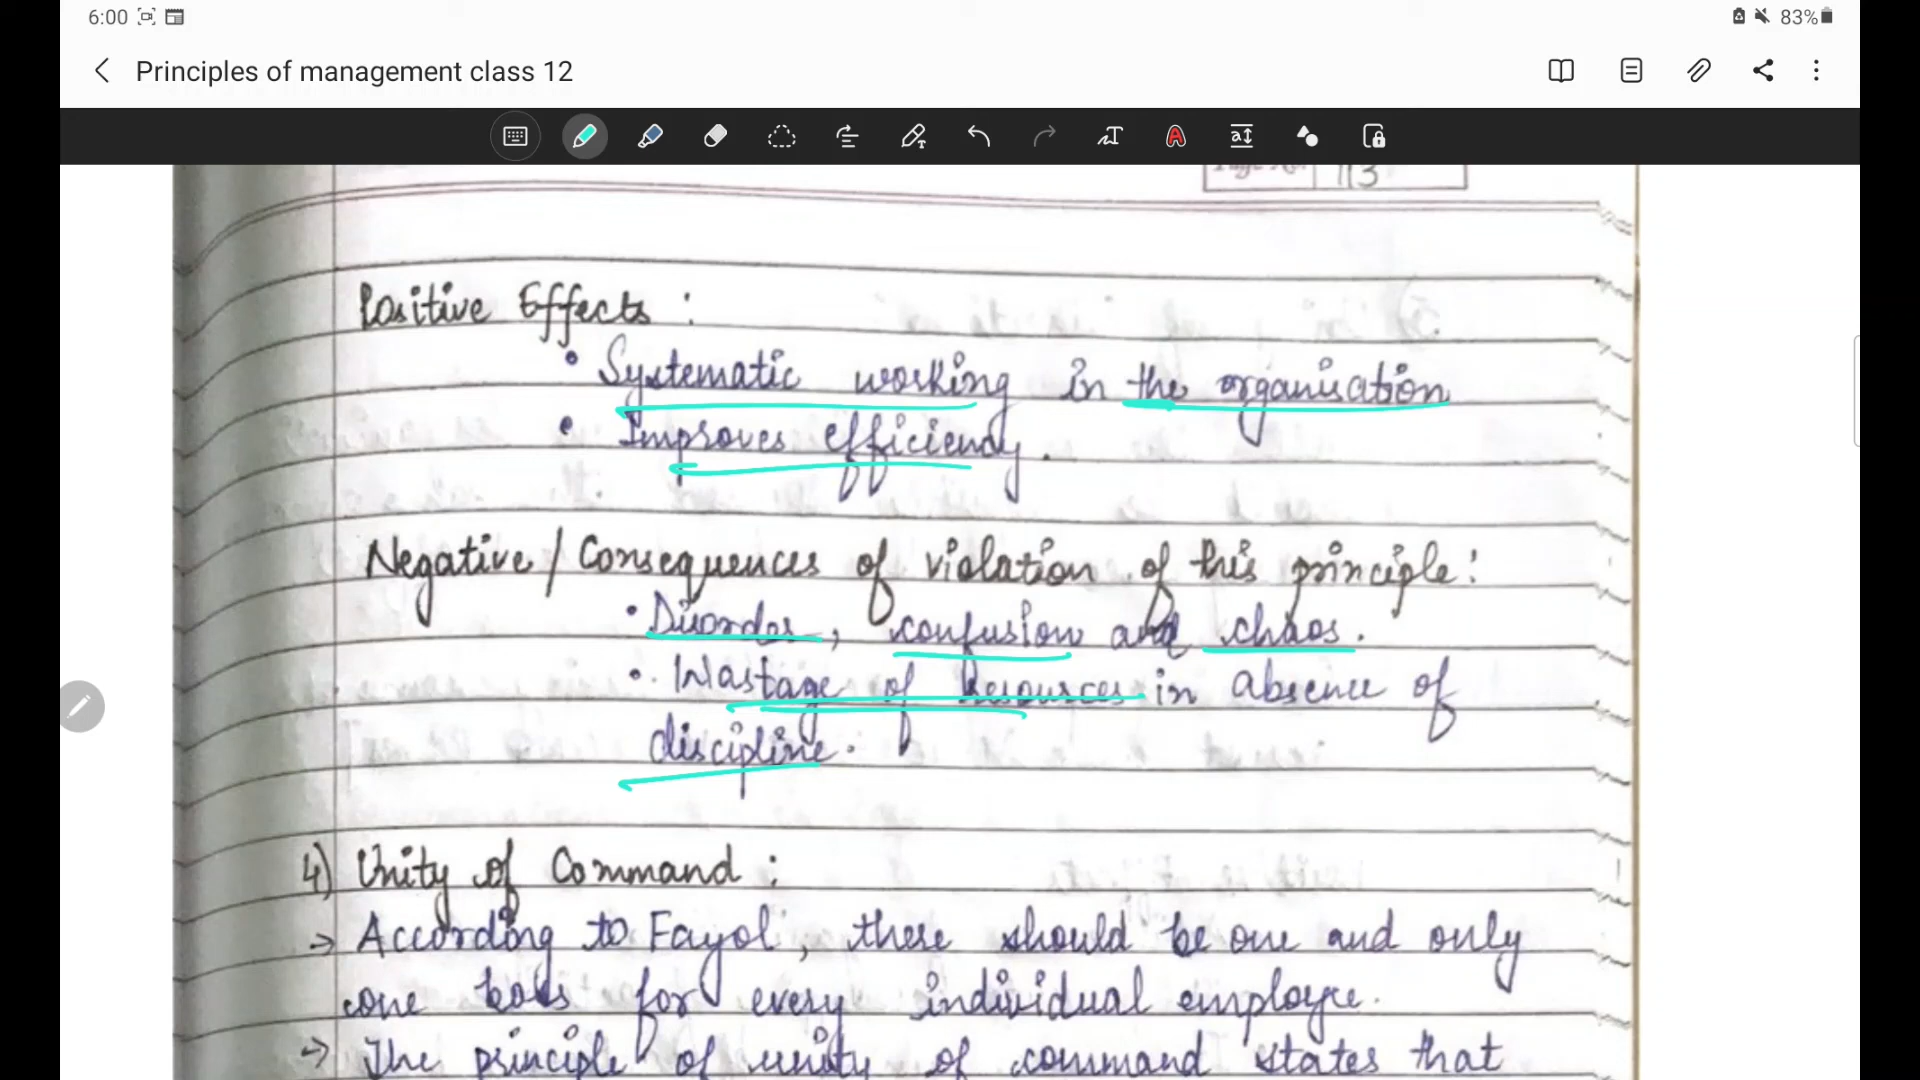 6:00
83%
Principles of management class 12
113
Positive Effects :
• Systematic working in the organisation
• Improves efficiency.
Negative / Consequences of violation of this principle:
• Disorder, confusion and chaos.
• Wastage of Resources in absence of
discipline.
4) Unity of Command :
→ According to Fayol, there should be one and only
one boss for every individual employee.
→ The principle of unity of command states that